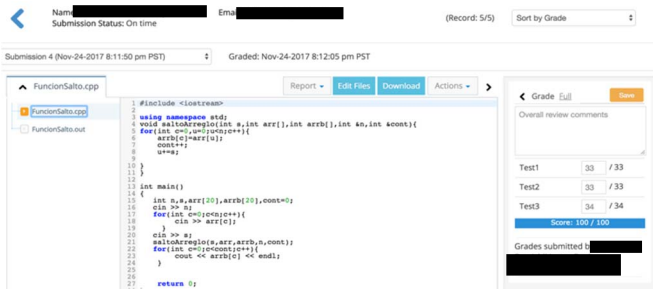 Name
Submission Status: On time
Ema
(Record: 5/5)
Sort by Grade
Submission 4 (Nov-24-2017 8:11:50 pm PST)
Graded: Nov-24-2017 8:12:05 pm PST
FuncionSalto.cpp
Report
Edit Files
Download
Actions
FuncionSalto.cpp
FuncionSalto.out
1 #include <iostream>
2
3 using namespace std;
4 void saltoArreglo(int s,int arr[],int arrb[],int &n,int &cont){
5 for(int c=0,u=0;u<n;c++){
6 arrb[c]=arr[u];
7 cont++;
8 u+=s;
9
10 }
11 }
12
13 int main()
14 {
15 int n,s,arr[20],arrb[20],cont=0;
16 cin >> n;
17 for(int c=0;c<n;c++){
18 cin >> arr[c];
19 }
20 cin >> s;
21 saltoArreglo(s,arr,arrb,n,cont);
22 for(int c=0;c<cont;c++){
23 cout << arrb[c] << endl;
24 }
25
26
27 return 0;
Grade Full
Save
Overall review comments
Test1 33 / 33
Test2 33 / 33
Test3 34 / 34
Score: 100 / 100
Grades submitted b